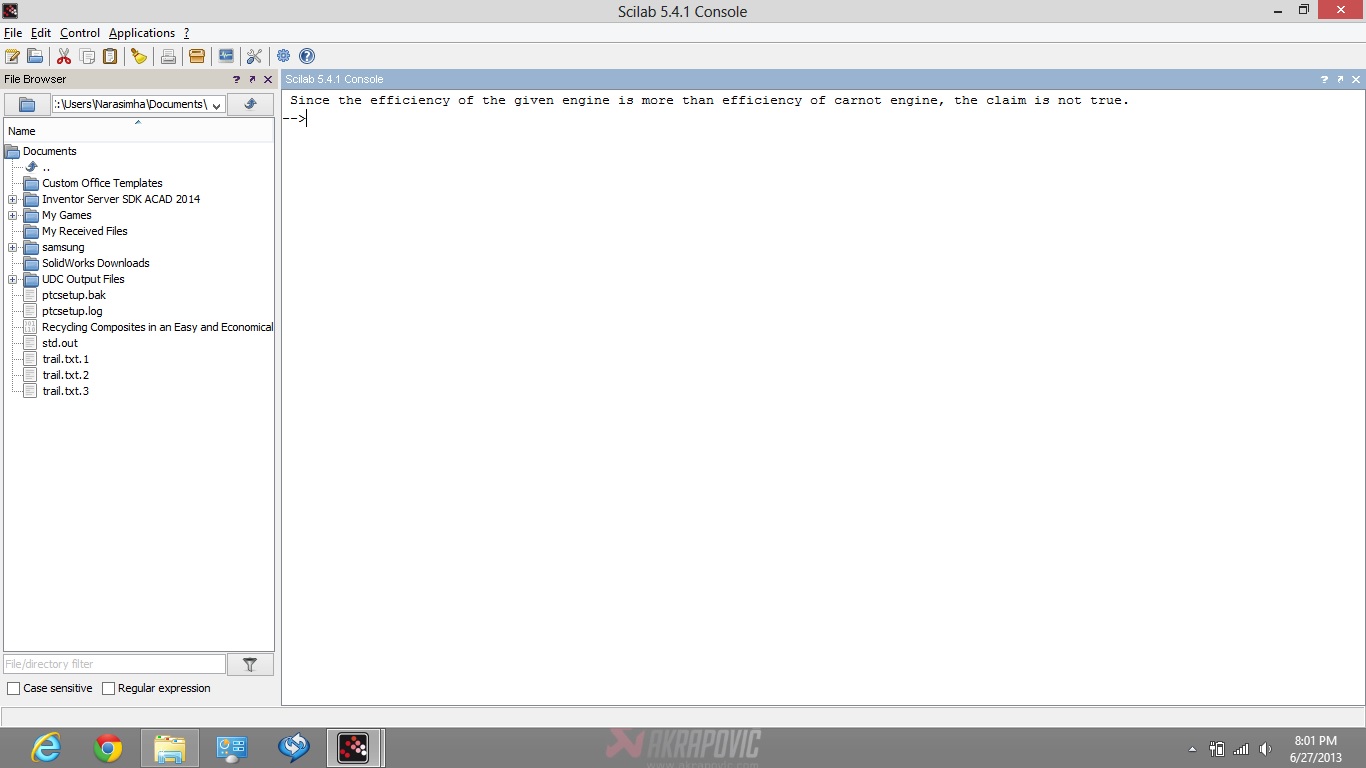 Scilab 5.4.1 Console
File Edit Control Applications ?
File Browser
:\Users\Narasimha\Documents\
Name
Documents
..
Custom Office Templates
Inventor Server SDK ACAD 2014
My Games
My Received Files
samsung
SolidWorks Downloads
UDC Output Files
ptcsetup.bak
ptcsetup.log
Recycling Composites in an Easy and Economical
std.out
trail.txt.1
trail.txt.2
trail.txt.3
File/directory filter
Case sensitive Regular expression
Scilab 5.4.1 Console
Since the efficiency of the given engine is more than efficiency of carnot engine, the claim is not true.
-->
AKRAPOVIC
www.akrapovic.com
8:01 PM
6/27/2013